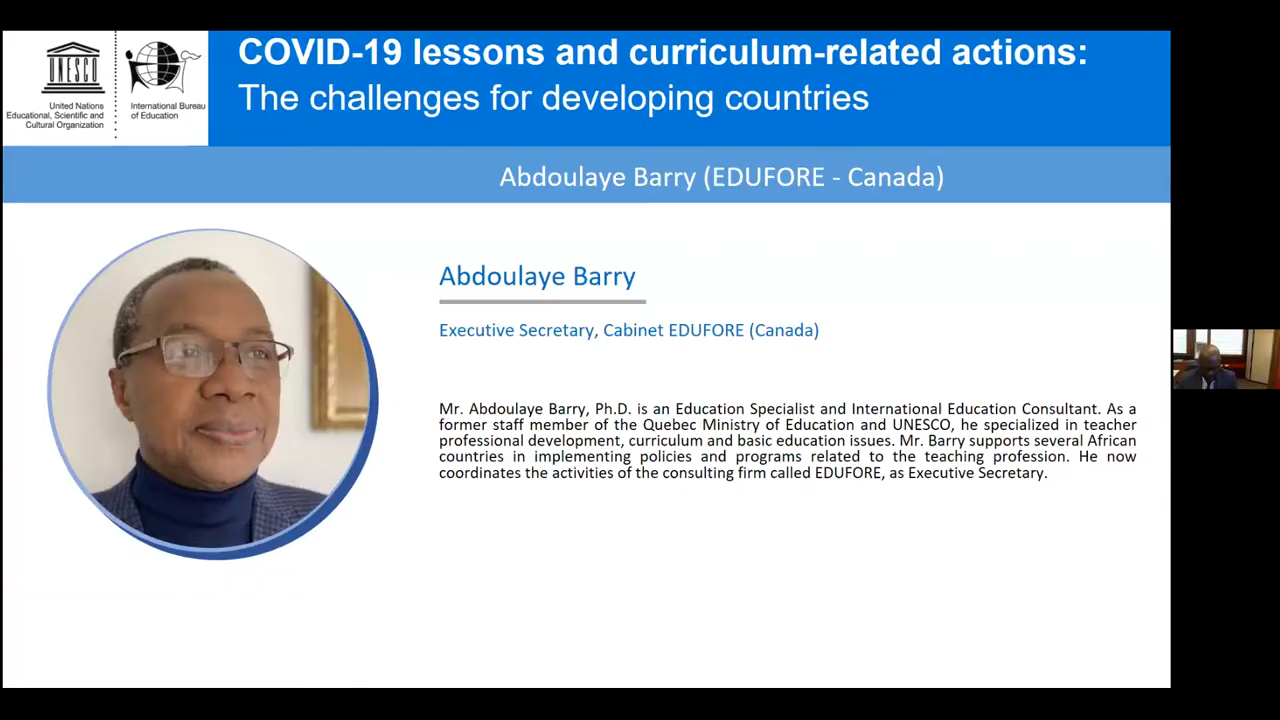 UNESCO
United Nations
Educational, Scientific and
Cultural Organization
International Bureau
of Education
COVID-19 lessons and curriculum-related actions:
The challenges for developing countries
Abdoulaye Barry (EDUFORE - Canada)
Abdoulaye Barry
Executive Secretary, Cabinet EDUFORE (Canada)
Mr. Abdoulaye Barry, Ph.D. is an Education Specialist and International Education Consultant. As a
former staff member of the Quebec Ministry of Education and UNESCO, he specialized in teacher
professional development, curriculum and basic education issues. Mr. Barry supports several African
countries in implementing policies and programs related to the teaching profession. He now
coordinates the activities of the consulting firm called EDUFORE, as Executive Secretary.